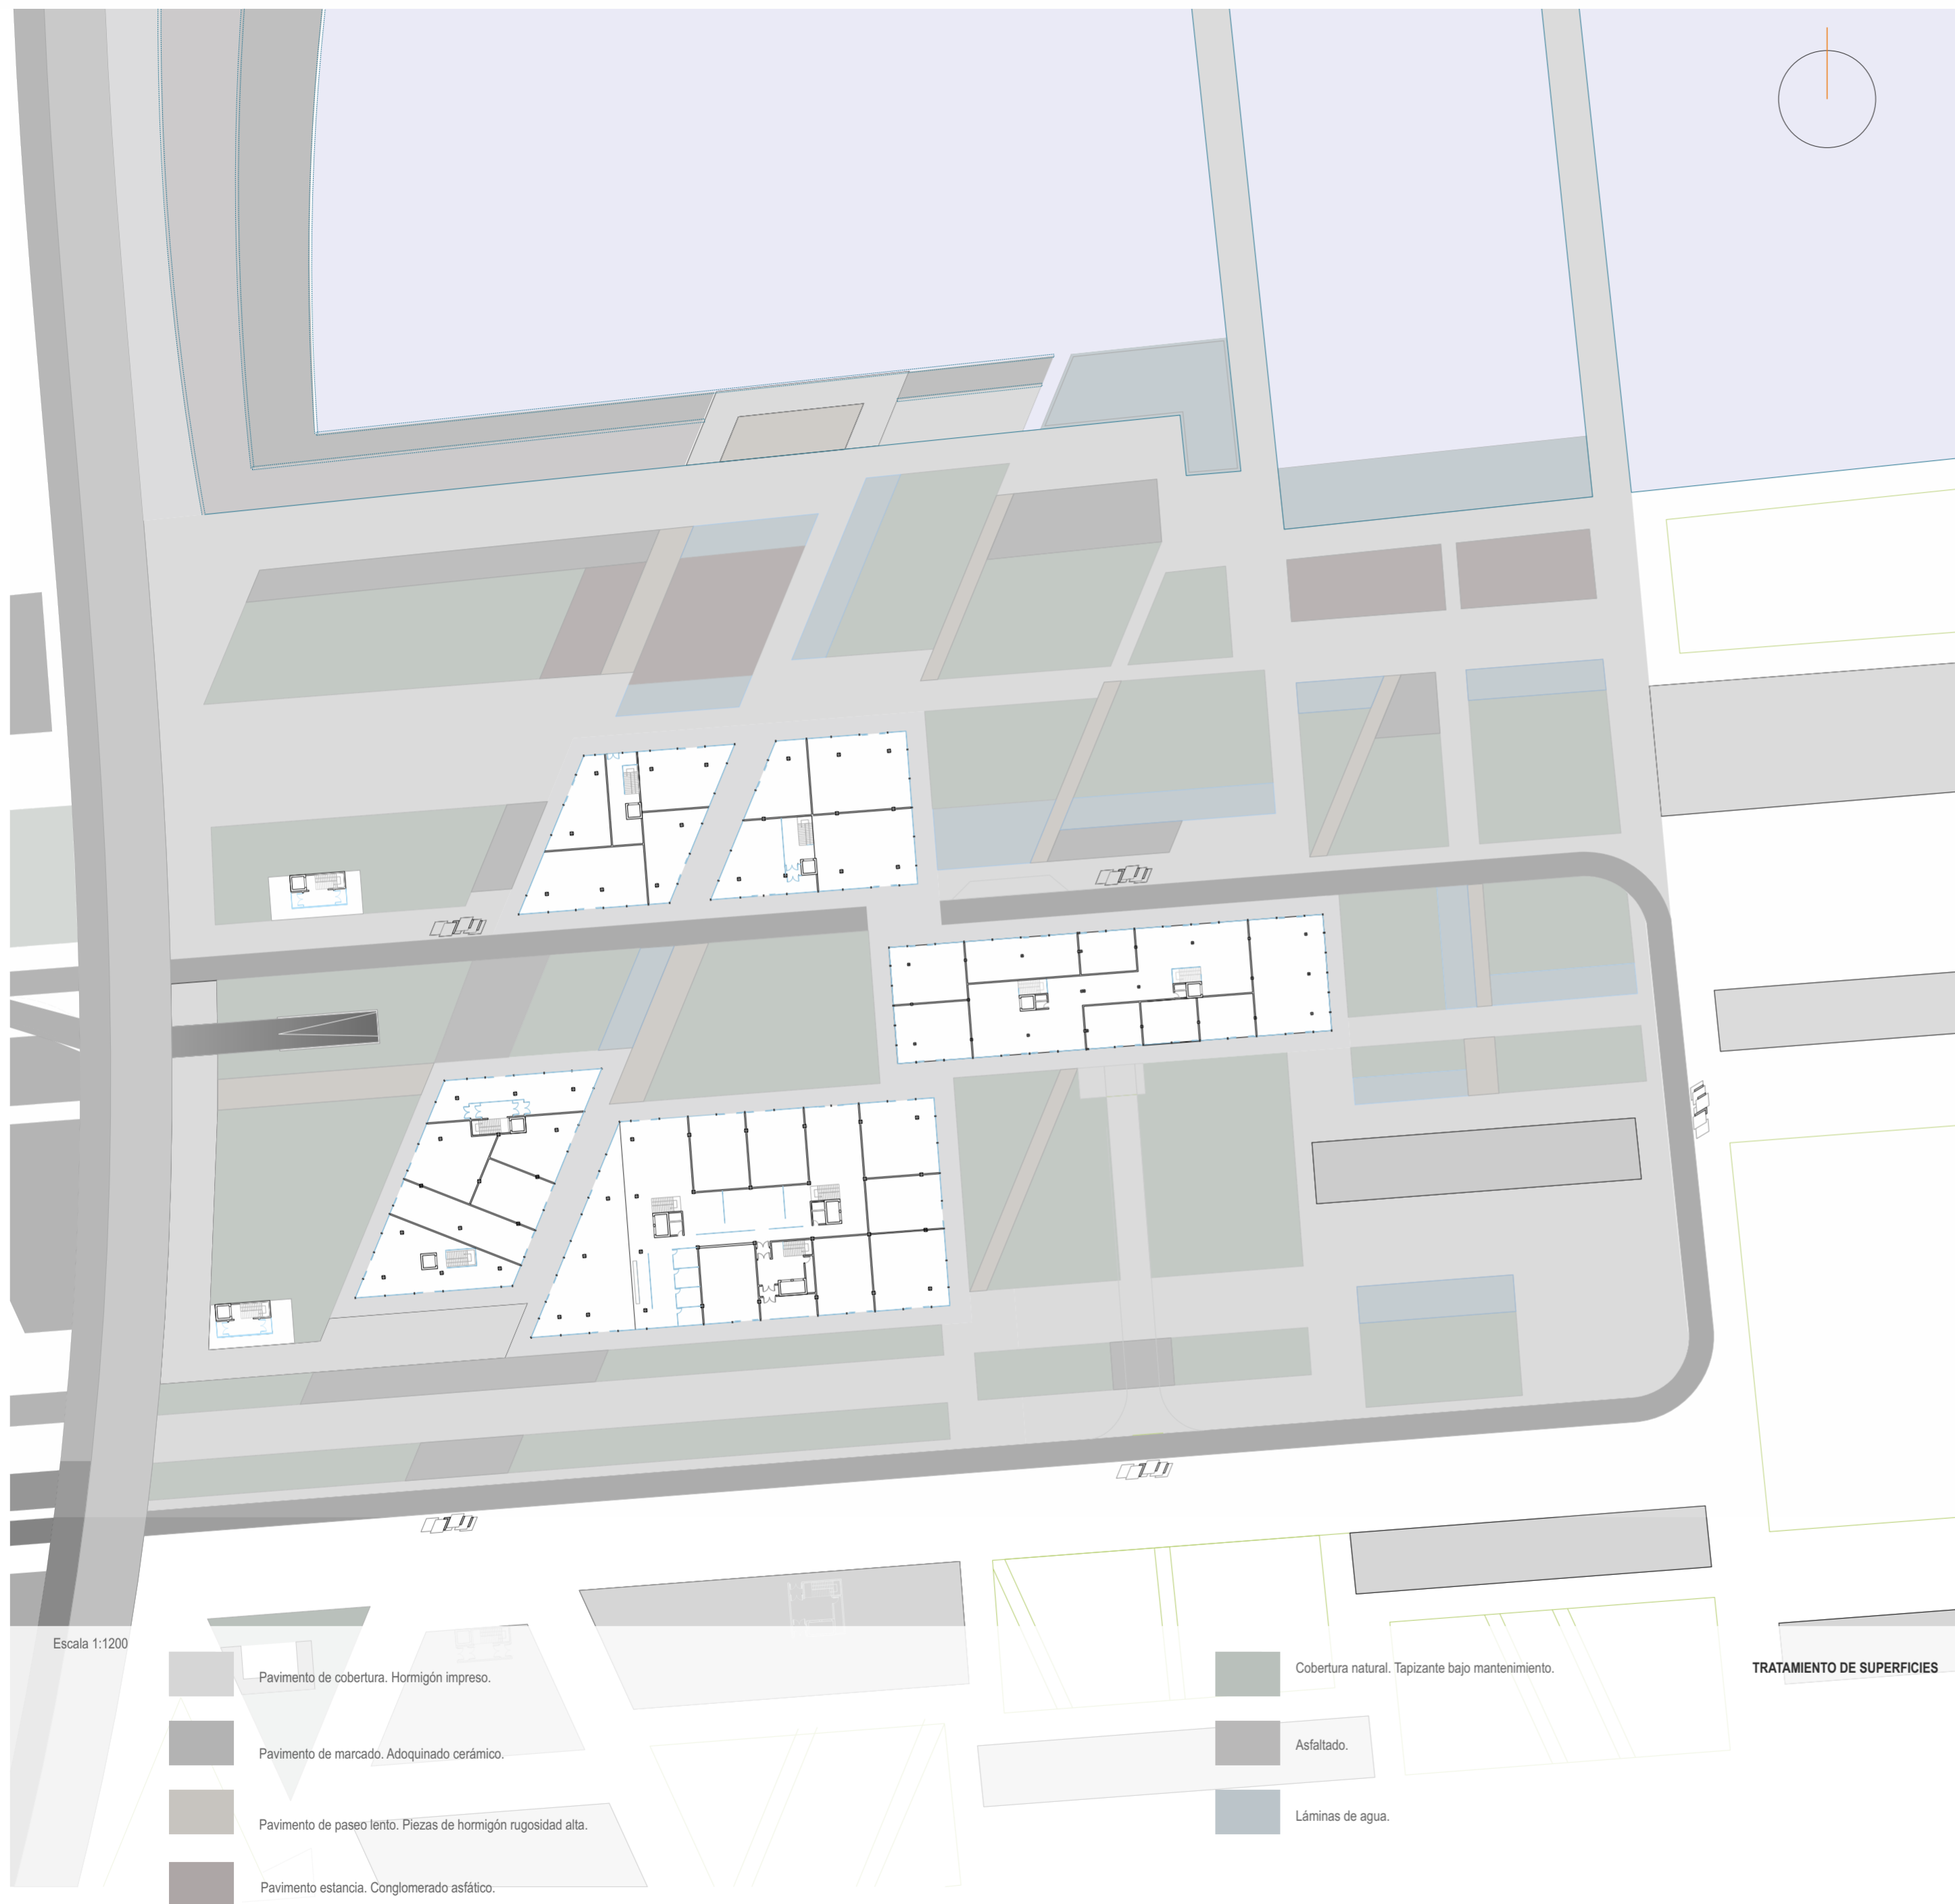 Escala 1:1200
Pavimento de cobertura. Hormigón impreso.
Pavimento de marcado. Adoquinado cerámico.
Pavimento de paseo lento. Piezas de hormigón rugosidad alta.
Pavimento estancia. Conglomerado asfático.
Cobertura natural. Tapizante bajo mantenimiento.
Asfaltado.
Láminas de agua.
TRATAMIENTO DE SUPERFICIES